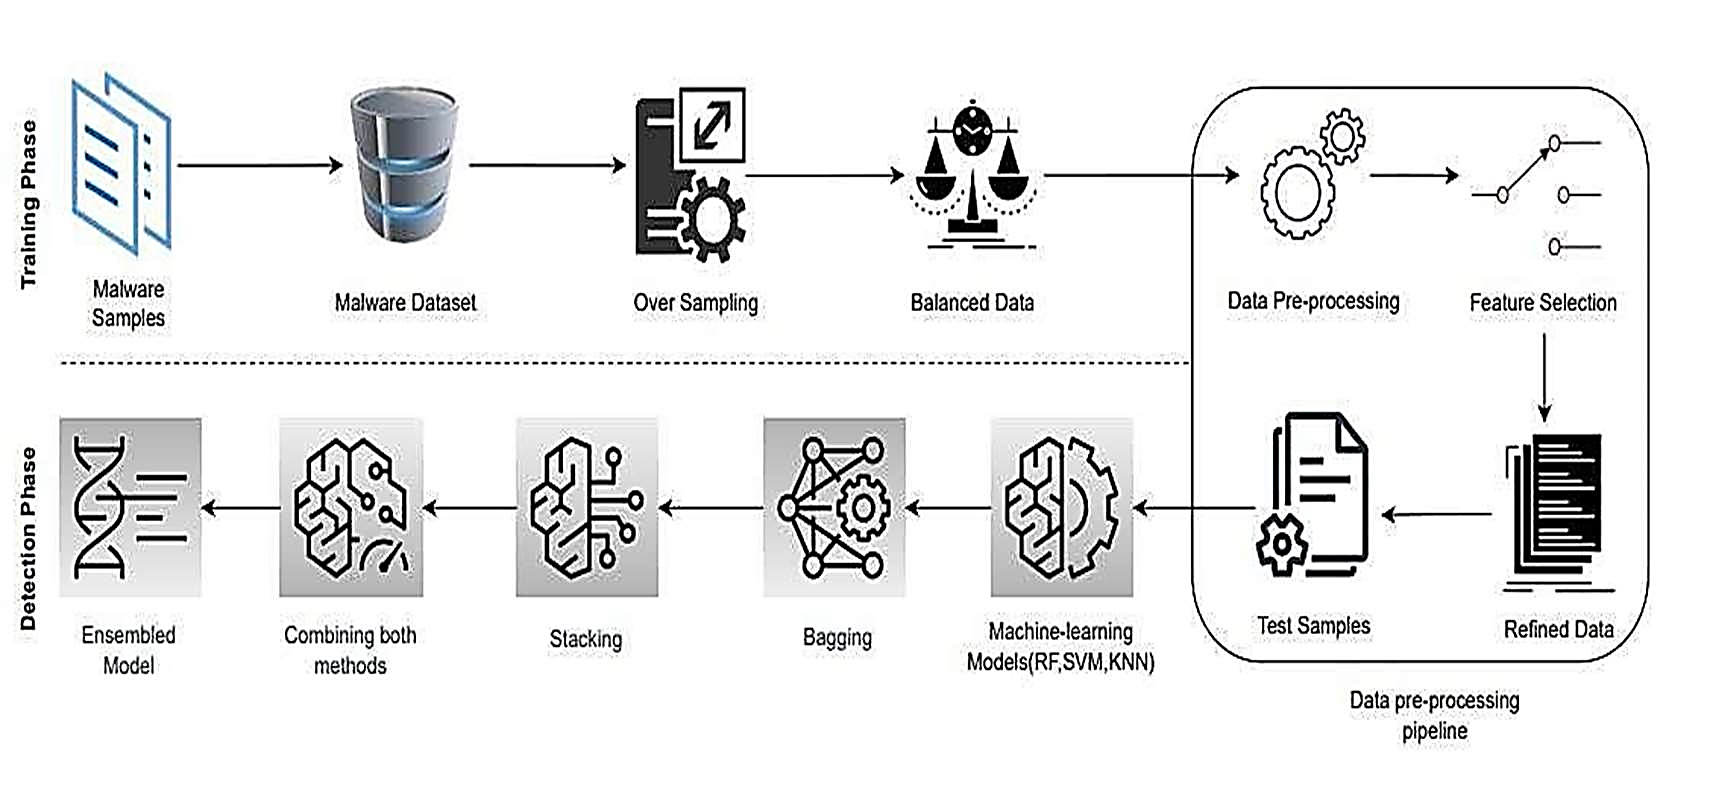 Training Phase
Malware
Samples
Malware Dataset
Over Sampling
Balanced Data
Data Pre-processing
Feature Selection
Detection Phase
Ensembled
Model
Combining both
methods
Stacking
Bagging
Machine-learning
Models(RF,SVM,KNN)
Test Samples
Refined Data
Data pre-processing
pipeline